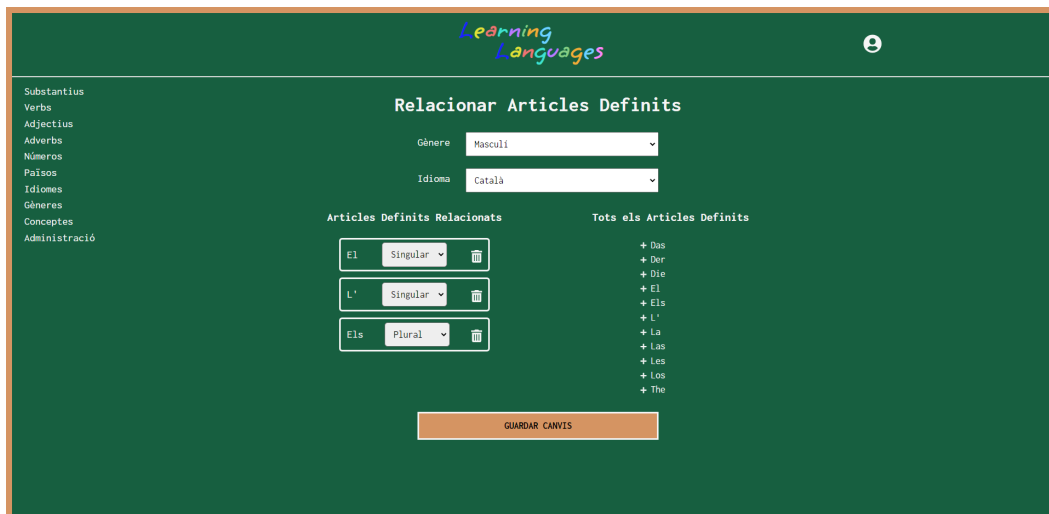 Learning
Languages
Substantius
Verbs
Adjectius
Adverbs
Números
Països
Idiomes
Gèneres
Conceptes
Administració
Relacionar Articles Definits
Gènere
Masculí
Idioma
Català
Articles Definits Relacionats
El Singular
L' Singular
Els Plural
Tots els Articles Definits
+ Das
+ Der
+ Die
+ El
+ Els
+ L'
+ La
+ Las
+ Les
+ Los
+ The
GUARDAR CANVIS